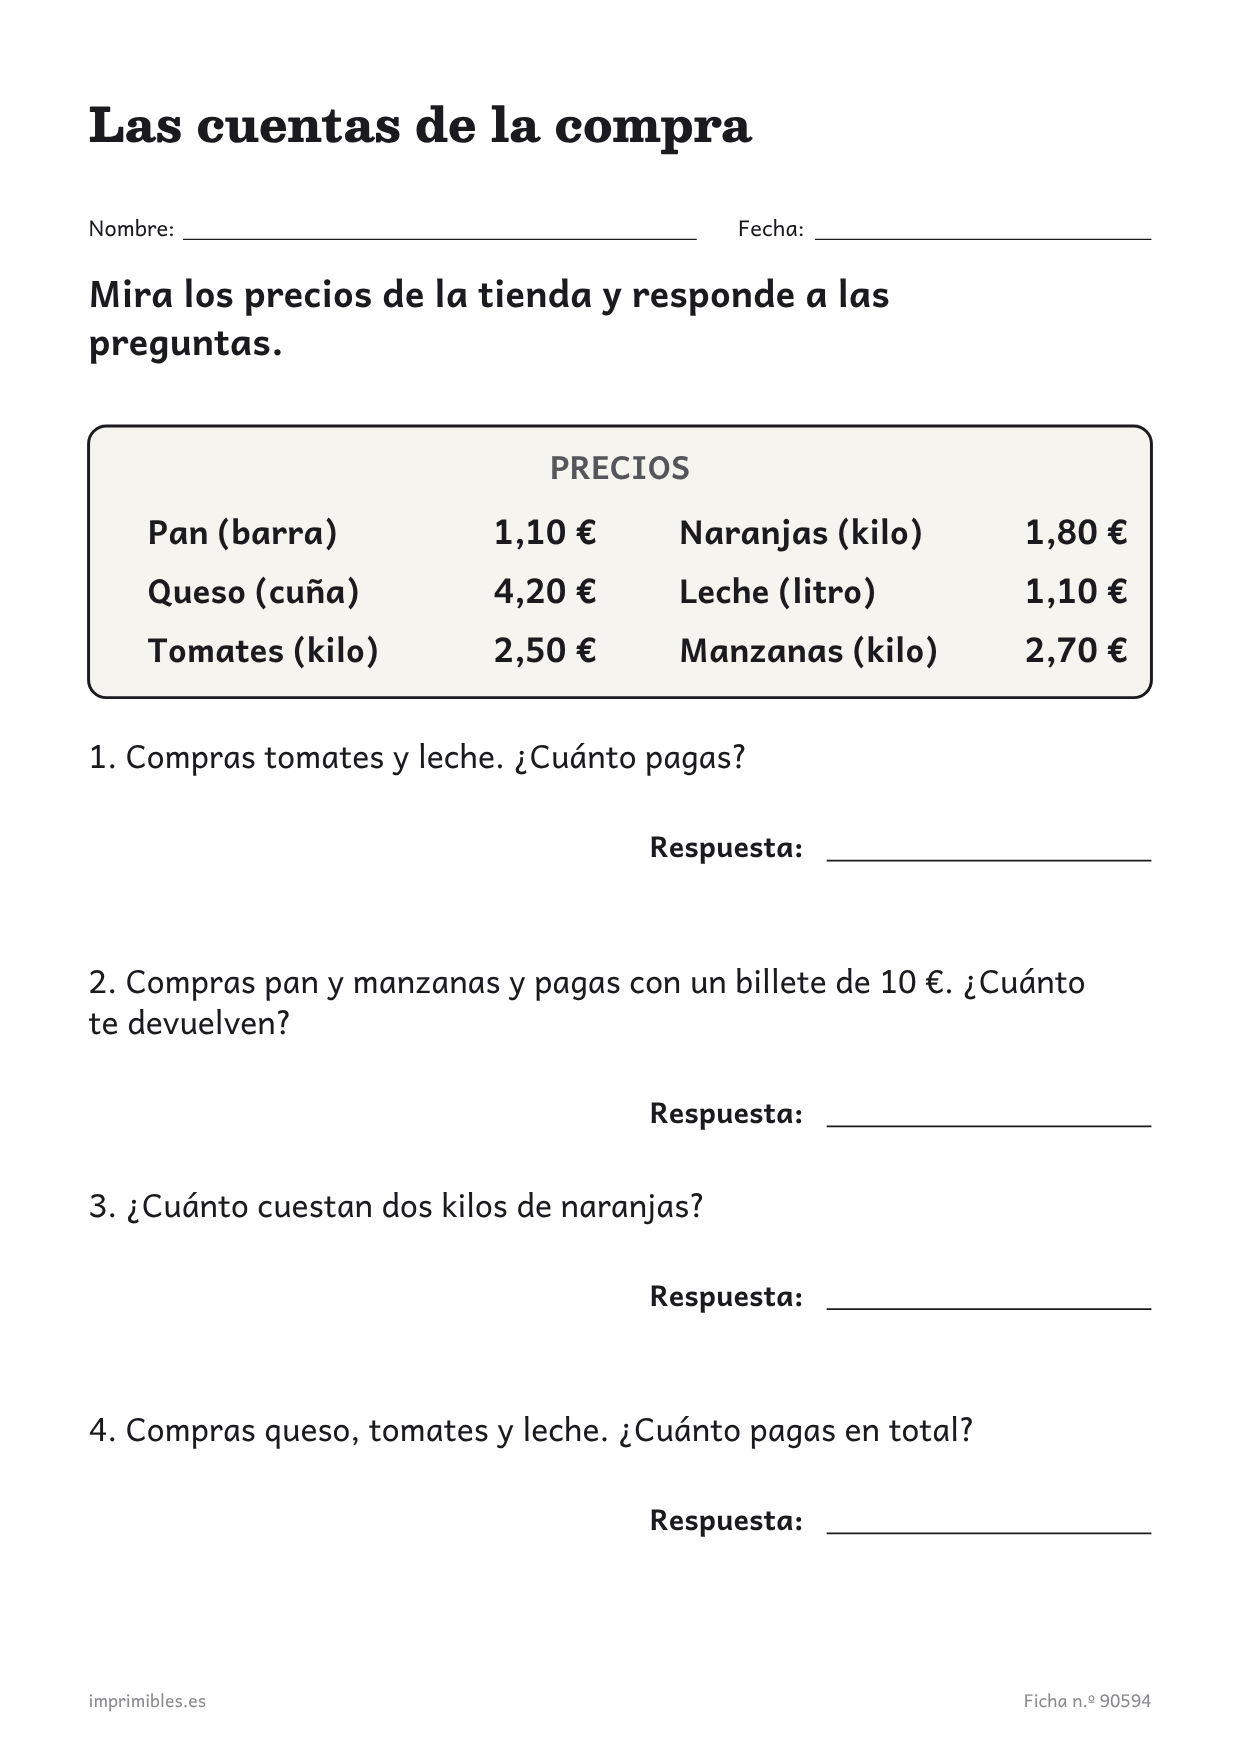 Las cuentas de la compra
Nombre: Fecha:
Mira los precios de la tienda y responde a las
preguntas.
PRECIOS
Pan (barra) 1,10 € Naranjas (kilo) 1,80 €
Queso (cuña) 4,20 € Leche (litro) 1,10 €
Tomates (kilo) 2,50 € Manzanas (kilo) 2,70 €
1. Compras tomates y leche. ¿Cuánto pagas?
Respuesta:
2. Compras pan y manzanas y pagas con un billete de 10 €. ¿Cuánto
te devuelven?
Respuesta:
3. ¿Cuánto cuestan dos kilos de naranjas?
Respuesta:
4. Compras queso, tomates y leche. ¿Cuánto pagas en total?
Respuesta:
imprimibles.es Ficha n.º 90594